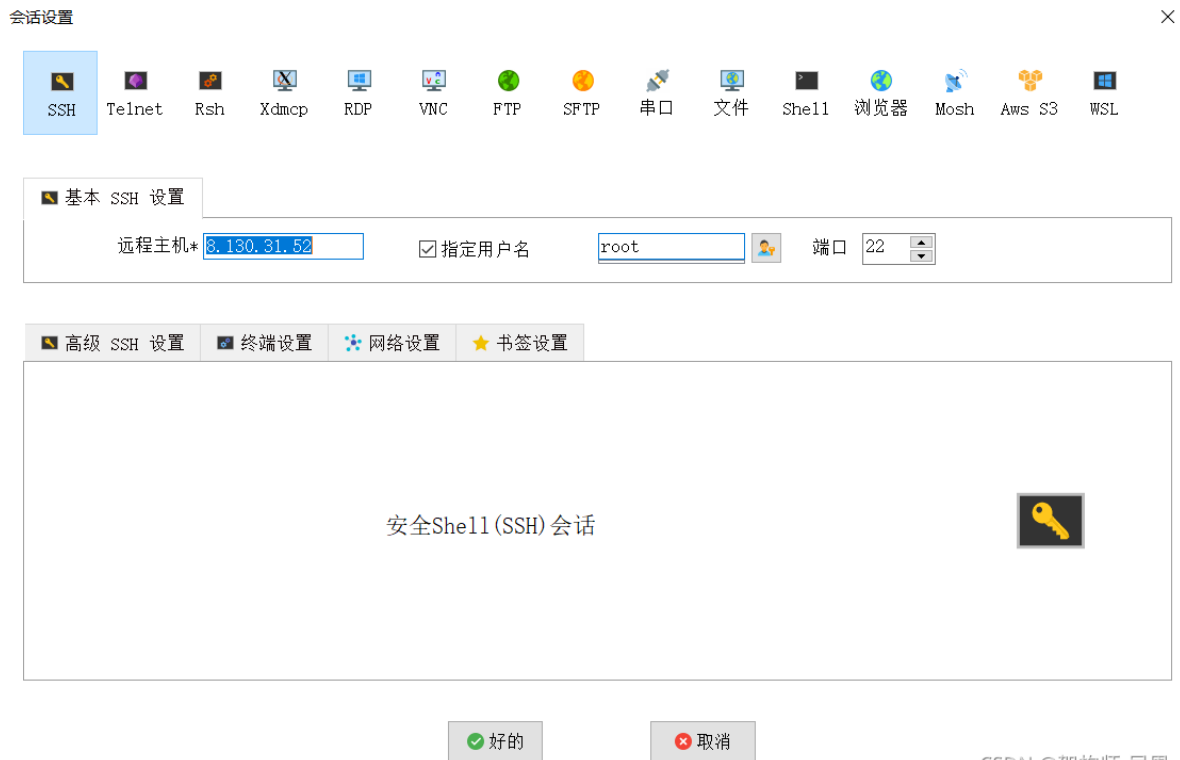 会话设置
SSH Telnet Rsh Xdmcp RDP VNC FTP SFTP 串口 文件 Shell 浏览器 Mosh Aws S3 WSL
基本 SSH 设置
远程主机* 8.130.31.52 指定用户名 root 端口 22
高级 SSH 设置 终端设置 网络设置 书签设置
安全Shell(SSH)会话
好的 取消